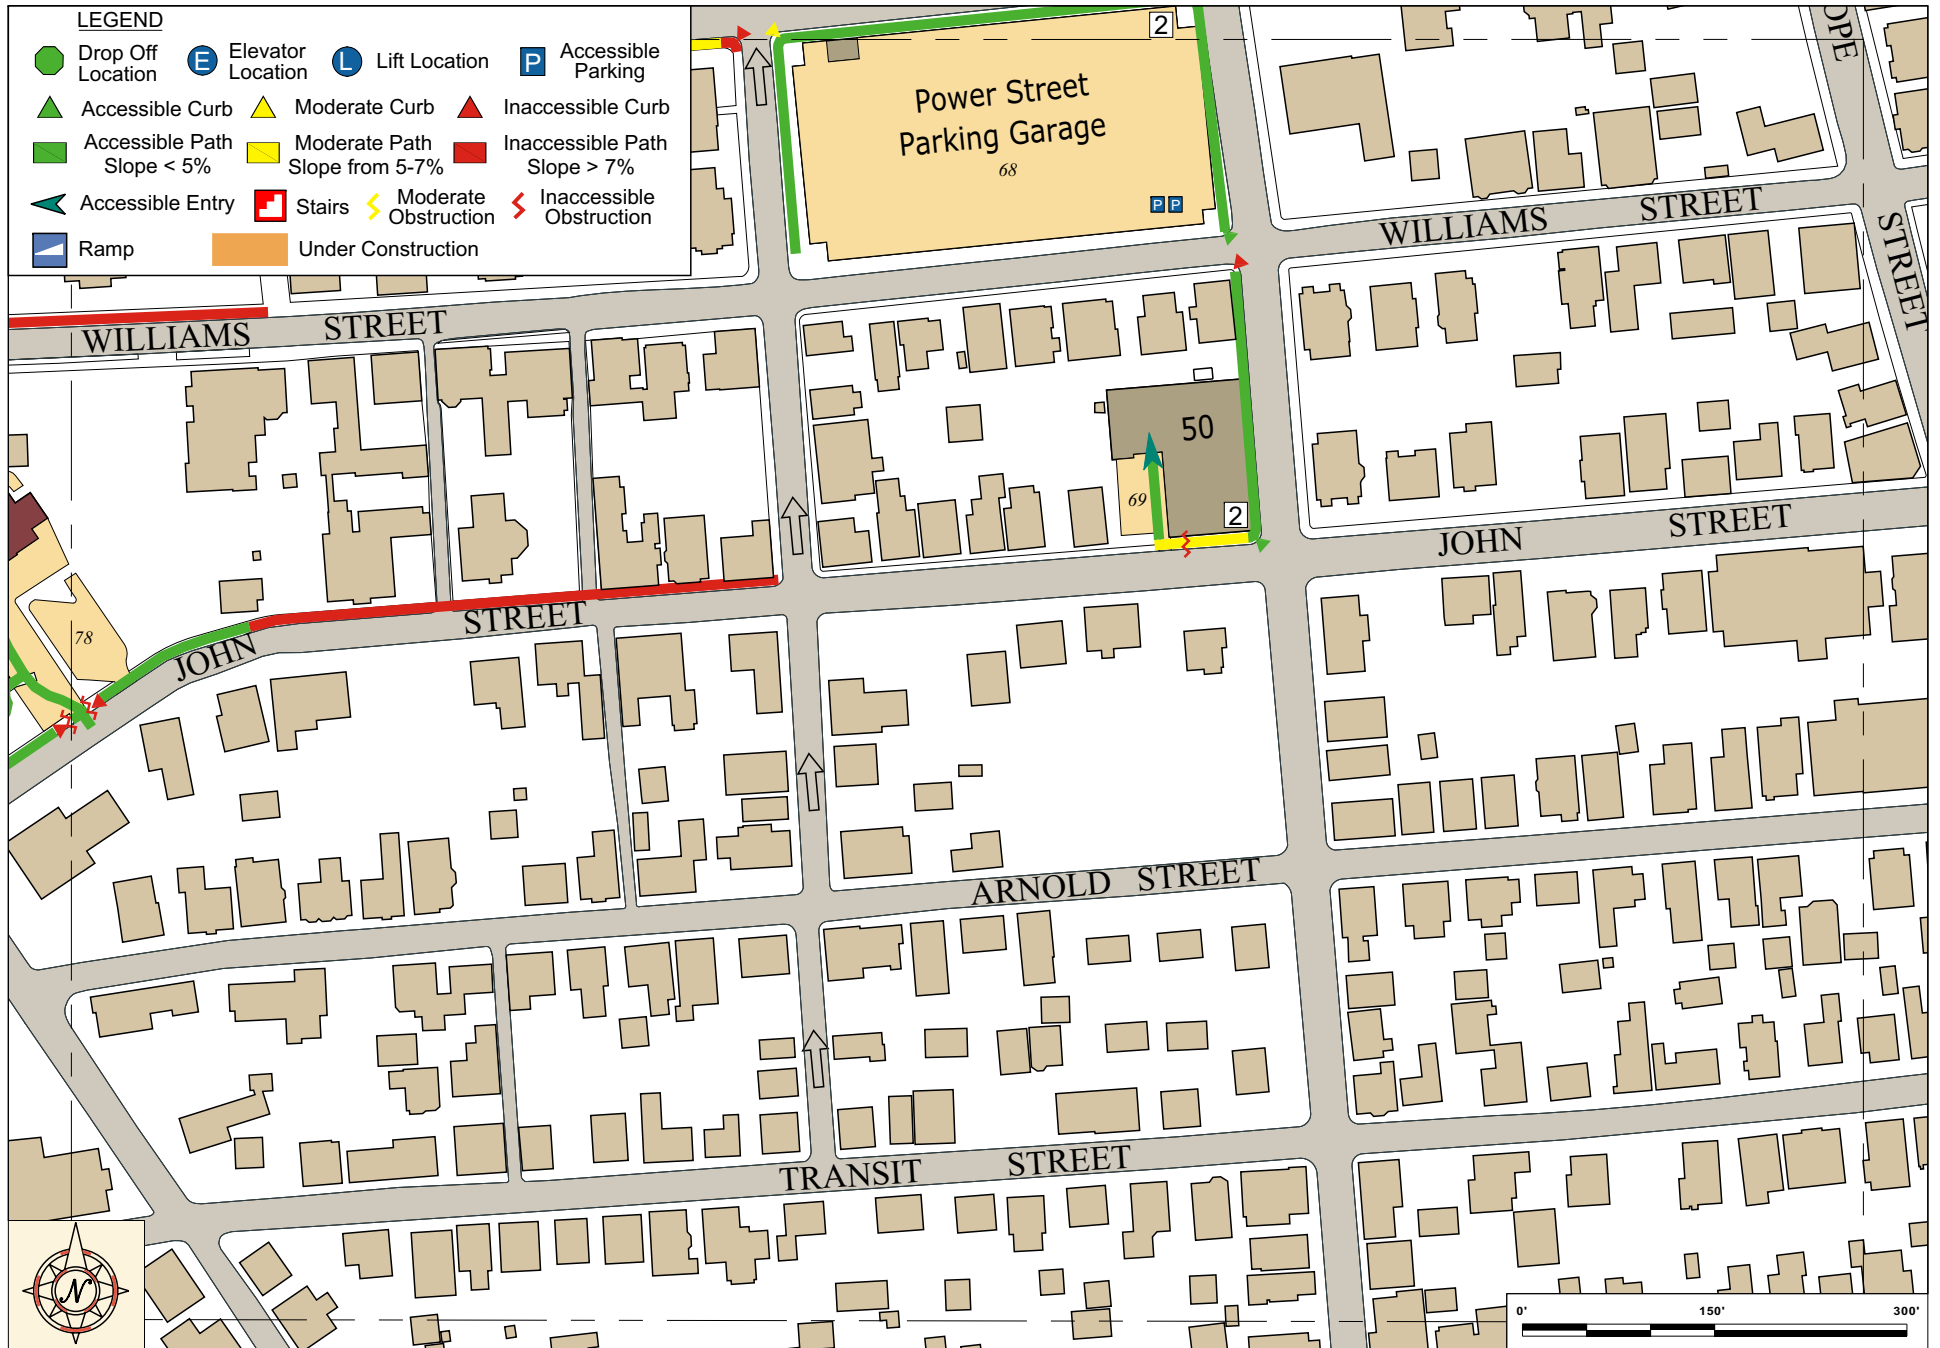 LEGEND
Drop Off
Location
E
Elevator
Location
L
Lift Location
P
Accessible
Parking
Accessible Curb
Moderate Curb
Inaccessible Curb
Accessible Path
Slope < 5%
Moderate Path
Slope from 5-7%
Inaccessible Path
Slope > 7%
Accessible Entry
Stairs
Moderate
Obstruction
Inaccessible
Obstruction
Ramp
Under Construction
2
Power Street
Parking Garage
68
P P
OPE
STREET
WILLIAMS STREET
WILLIAMS STREET
50
69
2
JOHN STREET
78
JOHN STREET
ARNOLD STREET
TRANSIT STREET
N
0' 150' 300'